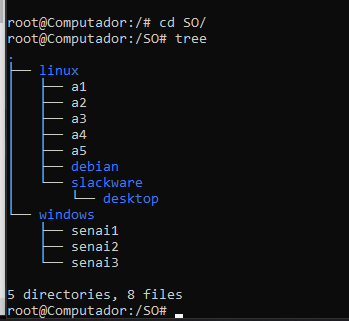 root@Computador:/# cd SO/
root@Computador:/SO# tree
.
├── linux
│   ├── a1
│   ├── a2
│   ├── a3
│   ├── a4
│   ├── a5
│   ├── debian
│   └── slackware
│       └── desktop
└── windows
    ├── senai1
    ├── senai2
    └── senai3

5 directories, 8 files
root@Computador:/SO#